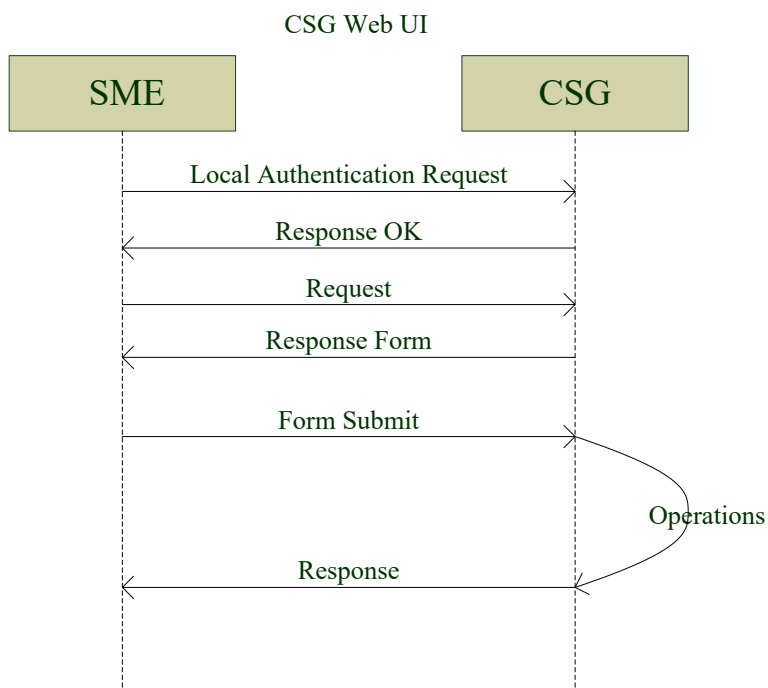 CSG Web UI
SME
CSG
Local Authentication Request
Response OK
Request
Response Form
Form Submit
Operations
Response